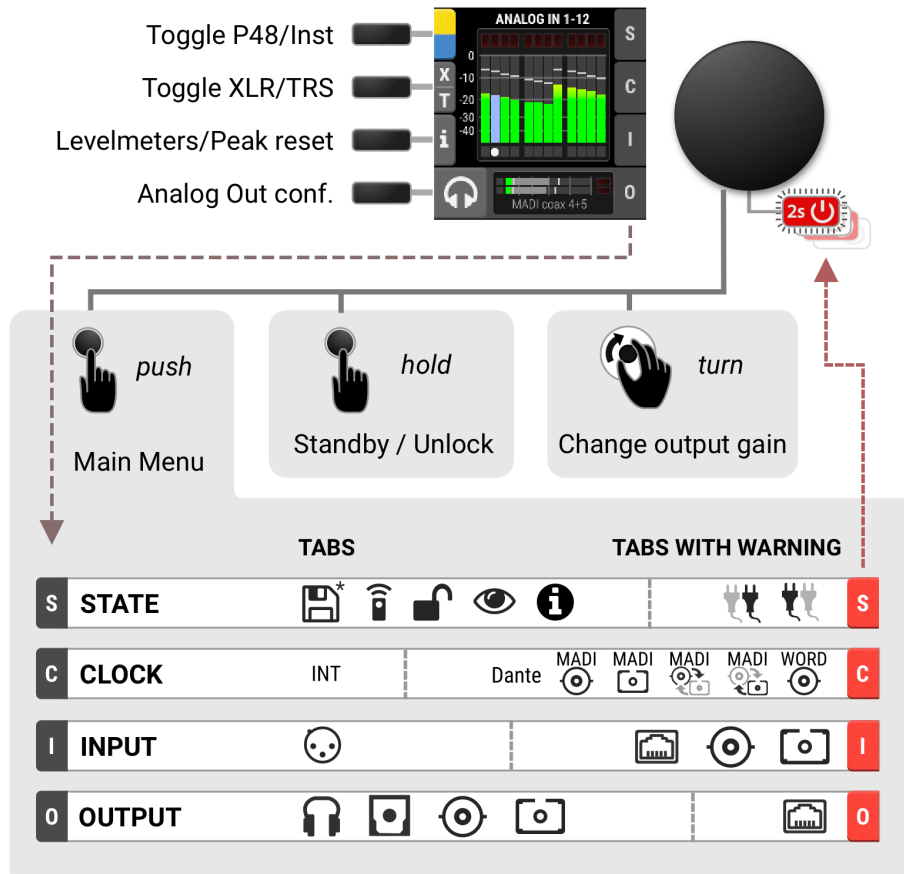 Toggle P48/Inst
Toggle XLR/TRS
Levelmeters/Peak reset
Analog Out conf.
ANALOG IN 1-12
0
-10
-20
-30
-40
X
T
i
S
C
I
O
MADI coax 4+5
2s
push
Main Menu
hold
Standby / Unlock
turn
Change output gain
TABS
TABS WITH WARNING
S STATE * i S
C CLOCK INT Dante MADI MADI MADI MADI WORD C
I INPUT I
O OUTPUT O